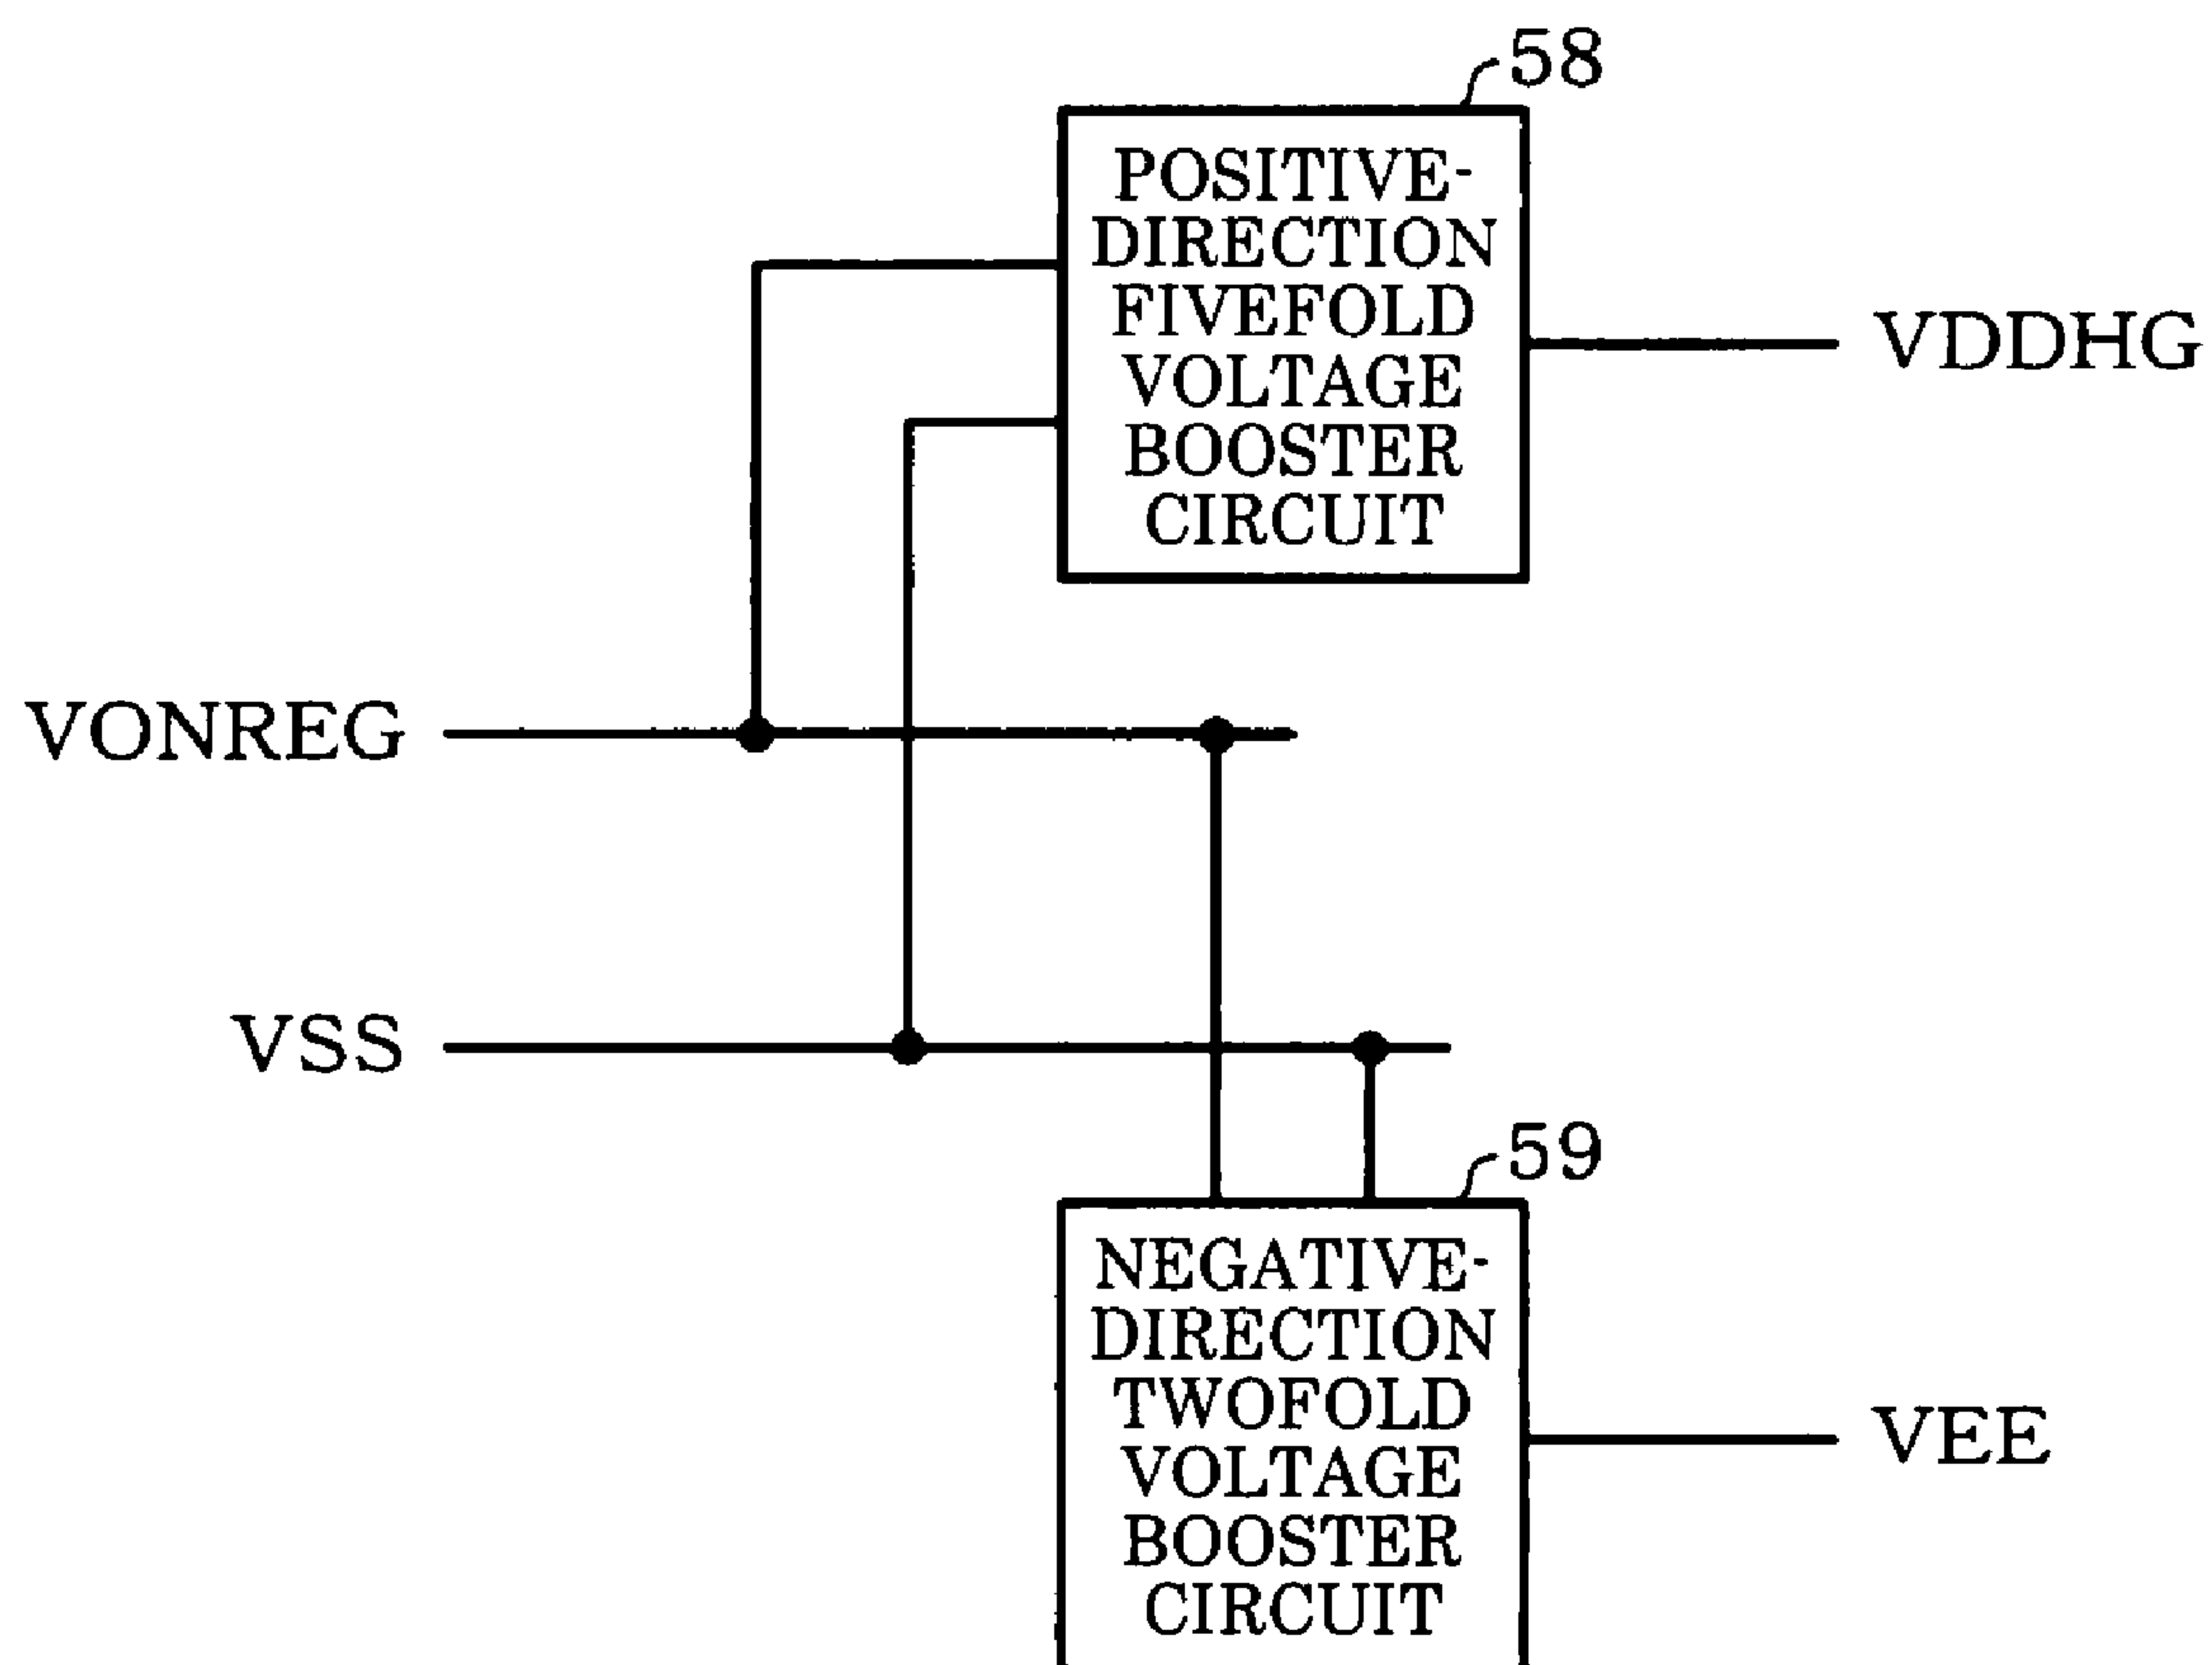 58
POSITIVE-
DIRECTION
FIVEFOLD
VOLTAGE
BOOSTER
CIRCUIT
VDDHG
VONREG
VSS
59
NEGATIVE-
DIRECTION
TWOFOLD
VOLTAGE
BOOSTER
CIRCUIT
VEE